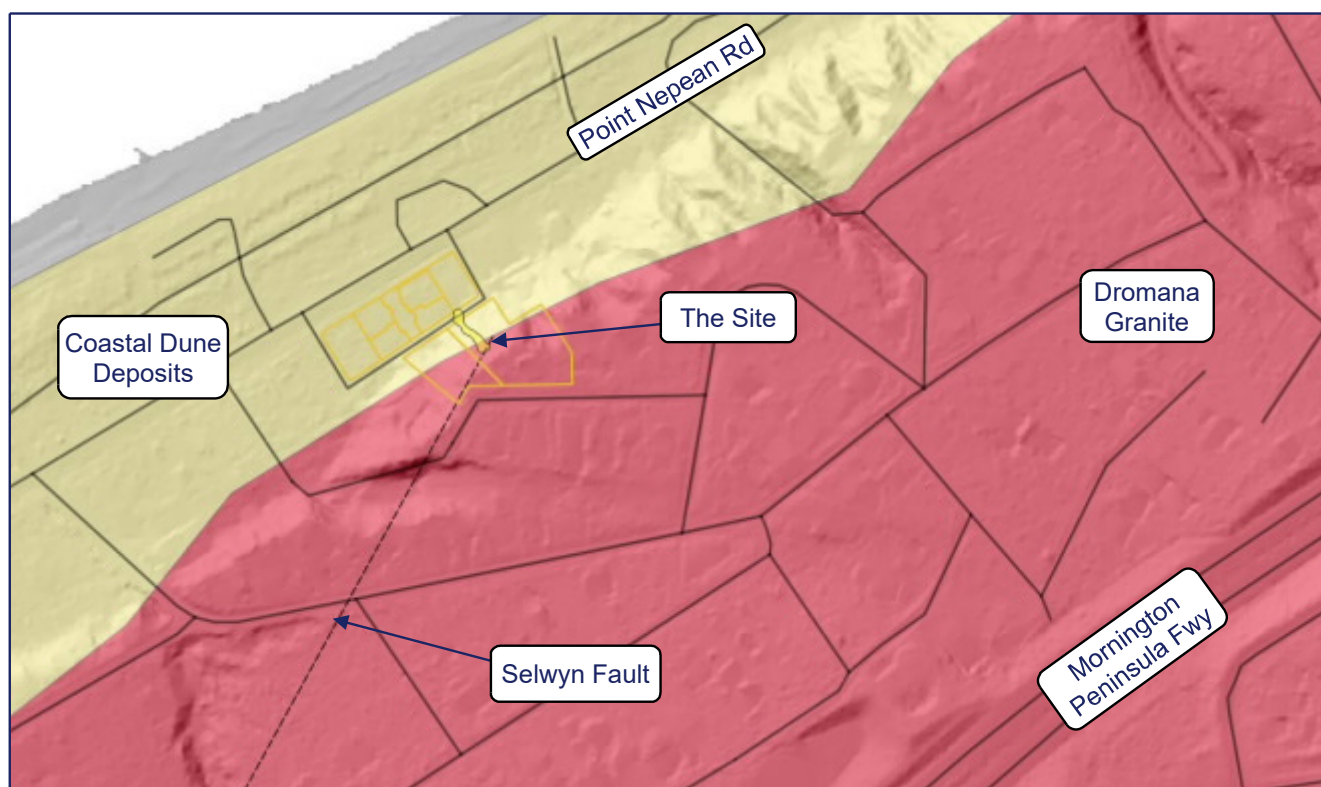 Point Nepean Rd
The Site
Dromana
Granite
Coastal Dune
Deposits
Selwyn Fault
Mornington
Peninsula Fwy